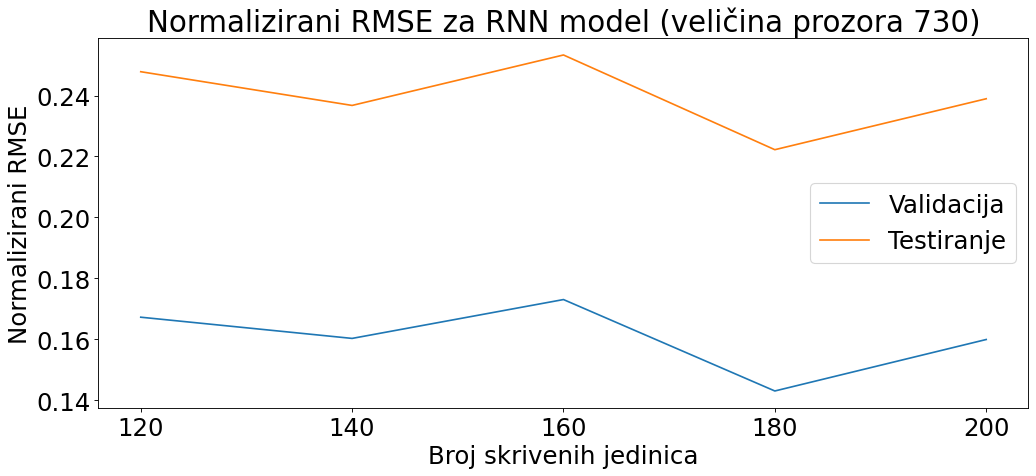 Normalizirani RMSE za RNN model (veličina prozora 730)
Normalizirani RMSE
0.24
0.22
0.20
0.18
0.16
0.14
Validacija
Testiranje
120 140 160 180 200
Broj skrivenih jedinica